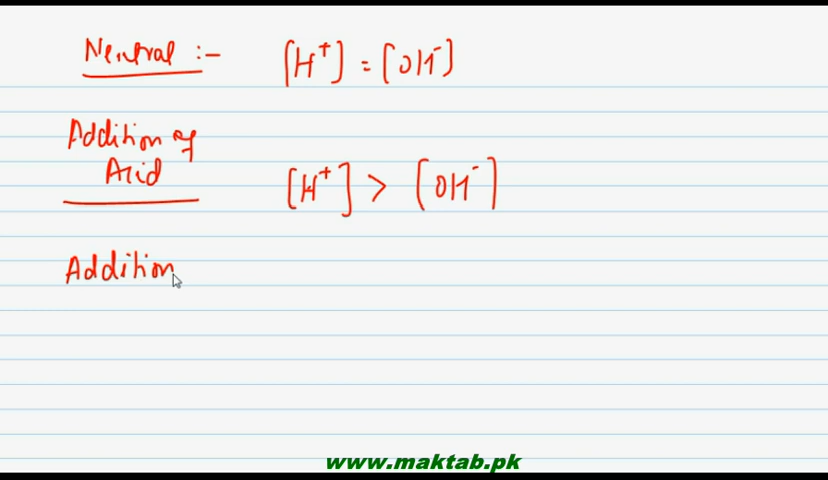 Neutral :- [H⁺] = [OH⁻]
Addition of
Acid [H⁺] > [OH⁻]
Addition
www.maktab.pk